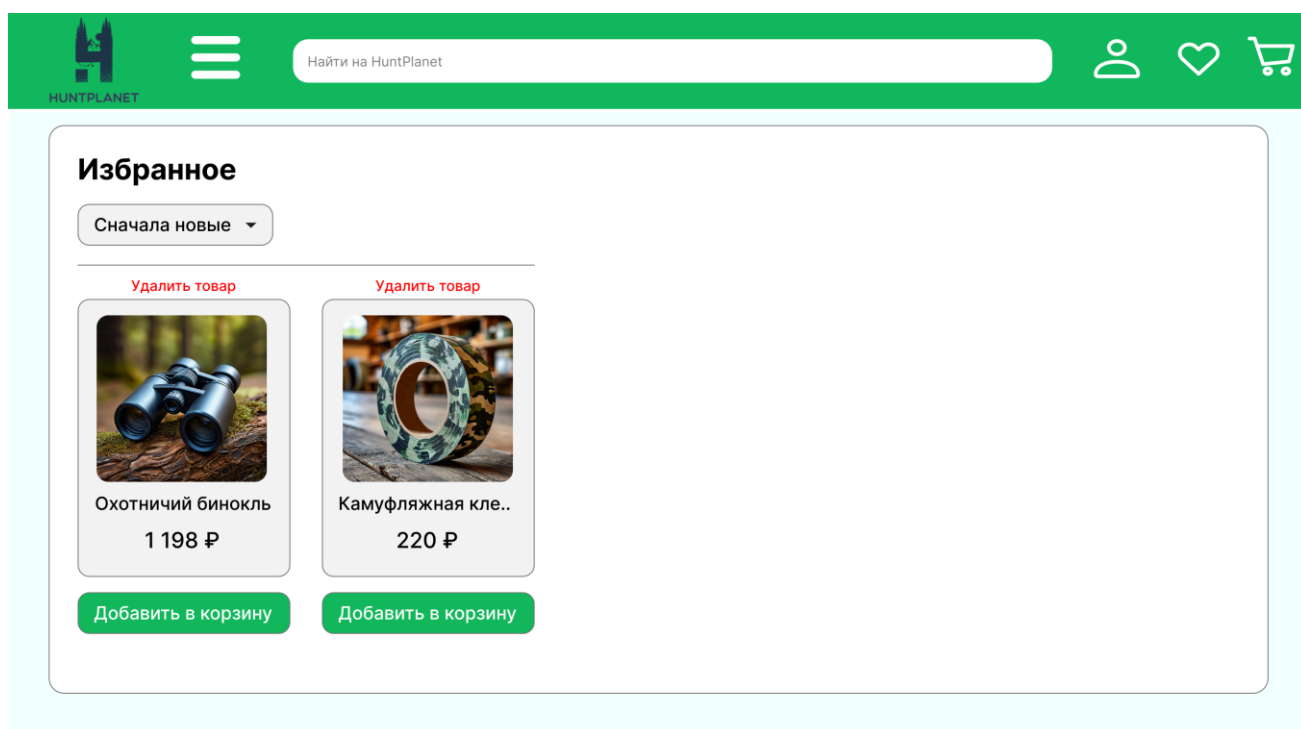 HUNTPLANET
Найти на HuntPlanet
Избранное
Сначала новые
Удалить товар
Удалить товар
Охотничий бинокль
Камуфляжная кле..
1 198 ₽
220 ₽
Добавить в корзину
Добавить в корзину